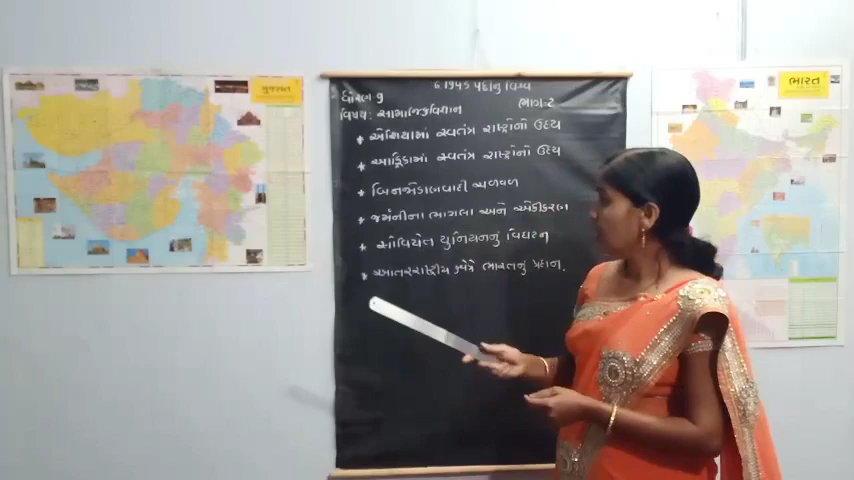 ગુજરાત
ભારત
6 1945 પછીનું વિશ્વ
ધોરણ-9
ભાગ-2
વિષય: સામાજિકવિજ્ઞાન
* એશિયામાં સ્વતંત્ર રાષ્ટ્રોનો ઉદય
* આફ્રિકામાં સ્વતંત્ર રાષ્ટ્રોનો ઉદય
* બિનજોડાણવાદી ચળવળ
* જર્મનીના ભાગલા અને એકીકરણ
* સોવિયેત યુનિયનનું વિઘટન
* આંતરરાષ્ટ્રીય ક્ષેત્રે ભારતનું પ્રદાન.